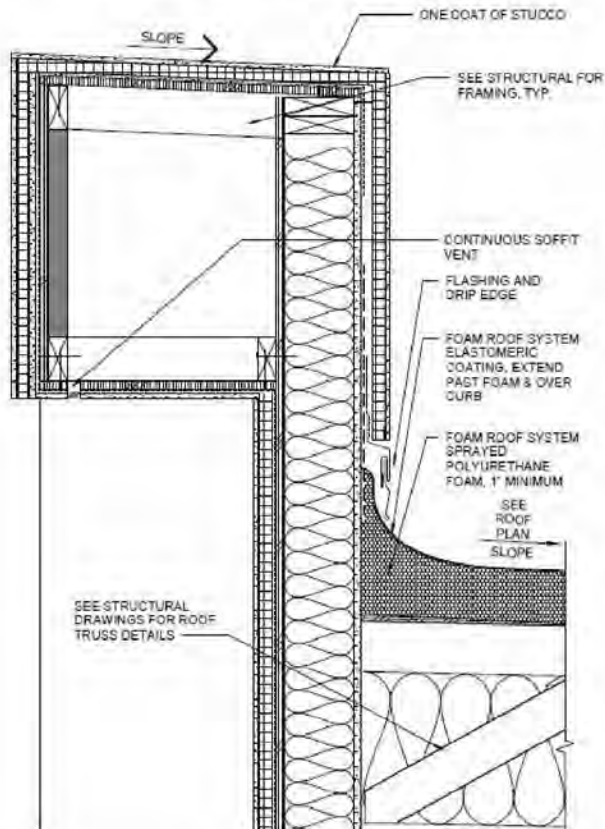 ONE COAT OF STUCCO
SLOPE
SEE STRUCTURAL FOR
FRAMING, TYP.
CONTINUOUS SOFFIT
VENT
FLASHING AND
DRIP EDGE
FOAM ROOF SYSTEM
ELASTOMERIC
COATING, EXTEND
PAST FOAM & OVER
CURB
FOAM ROOF SYSTEM
SPRAYED
POLYURETHANE
FOAM, 1" MINIMUM
SEE
ROOF
PLAN
SLOPE
SEE STRUCTURAL
DRAWINGS FOR ROOF
TRUSS DETAILS